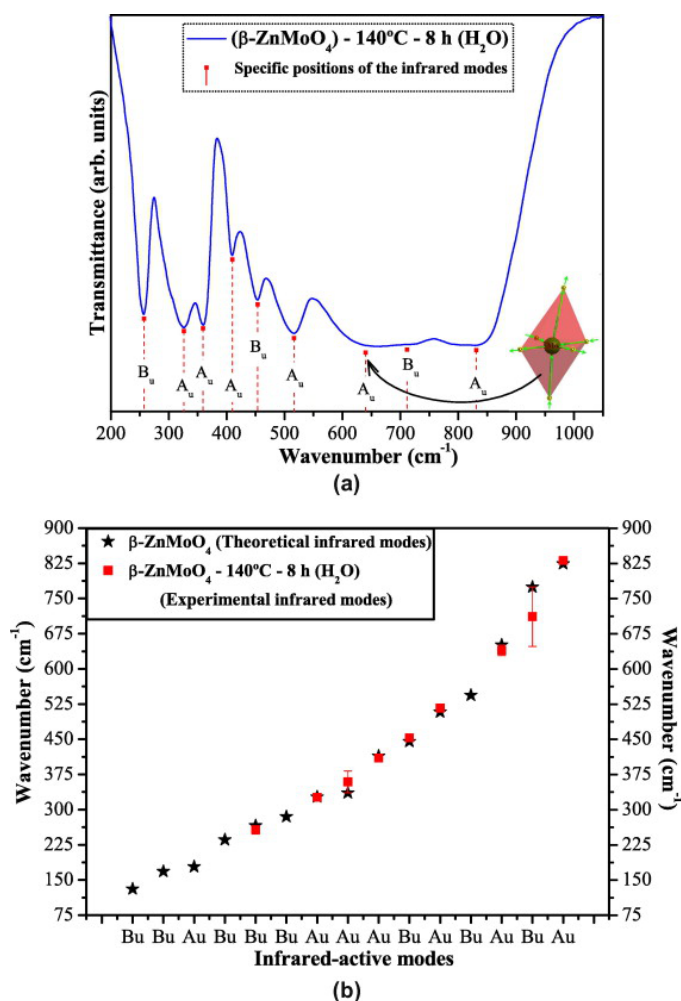 (β-ZnMoO₄) - 140ºC - 8 h (H₂O)
Specific positions of the infrared modes
Transmittance (arb. units)
Bᵤ
Aᵤ
Aᵤ
Aᵤ
Bᵤ
Aᵤ
Aᵤ
Bᵤ
Aᵤ
200 300 400 500 600 700 800 900 1000
Wavenumber (cm⁻¹)
(a)
β-ZnMoO₄ (Theoretical infrared modes)
β-ZnMoO₄ - 140ºC - 8 h (H₂O)
(Experimental infrared modes)
Wavenumber (cm⁻¹)
900
825
750
675
600
525
450
375
300
225
150
75
900
825
750
675
600
525
450
375
300
225
150
75
Wavenumber (cm⁻¹)
Bu Bu Au Bu Bu Bu Au Au Au Bu Au Bu Au Bu Au
Infrared-active modes
(b)